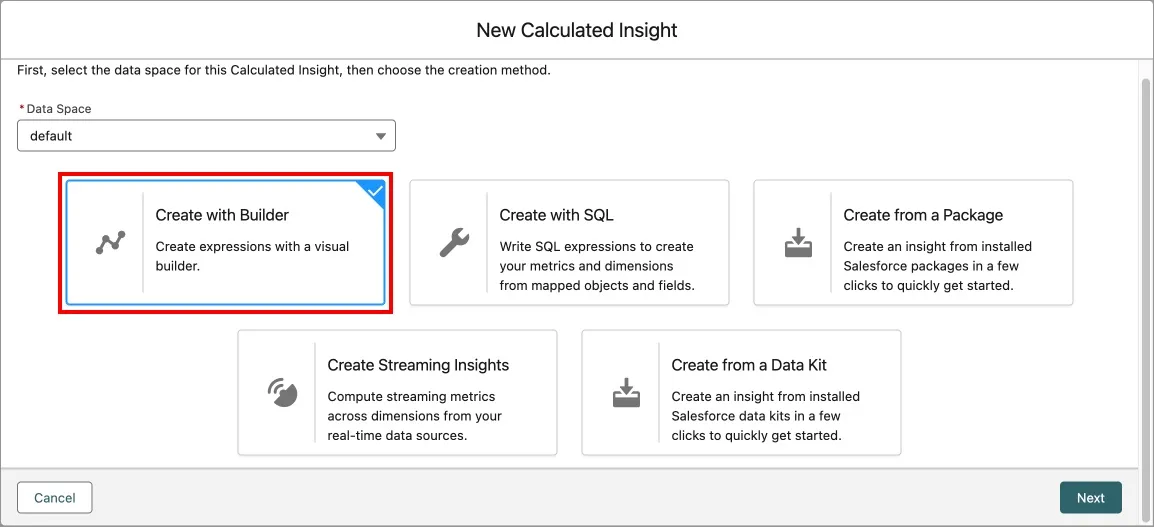 New Calculated Insight
First, select the data space for this Calculated Insight, then choose the creation method.
* Data Space
default
Create with Builder
Create expressions with a visual
builder.
Create with SQL
Write SQL expressions to create
your metrics and dimensions
from mapped objects and fields.
Create from a Package
Create an insight from installed
Salesforce packages in a few
clicks to quickly get started.
Create Streaming Insights
Compute streaming metrics
across dimensions from your
real-time data sources.
Create from a Data Kit
Create an insight from installed
Salesforce data kits in a few
clicks to quickly get started.
Cancel
Next